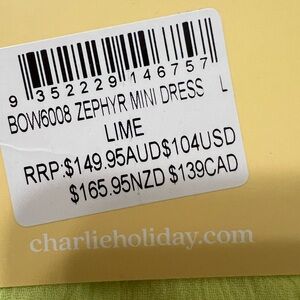 9 352229 146757
BOW6008 ZEPHYR MINI DRESS L
LIME
RRP:$149.95AUD$104USD
$165.95NZD $139CAD
charlieholiday.com